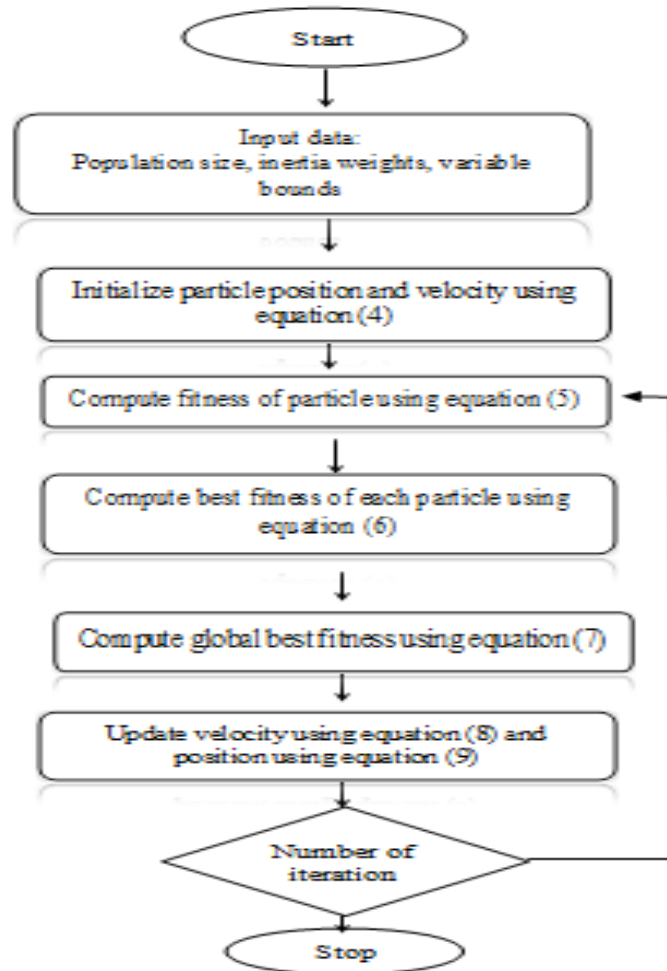 Start
Input data:
Population size, inertia weights, variable
bounds
Initialize particle position and velocity using
equation (4)
Compute fitness of particle using equation (5)
Compute best fitness of each particle using
equation (6)
Compute global best fitness using equation (7)
Update velocity using equation (8) and
position using equation (9)
Number of
iteration
Stop